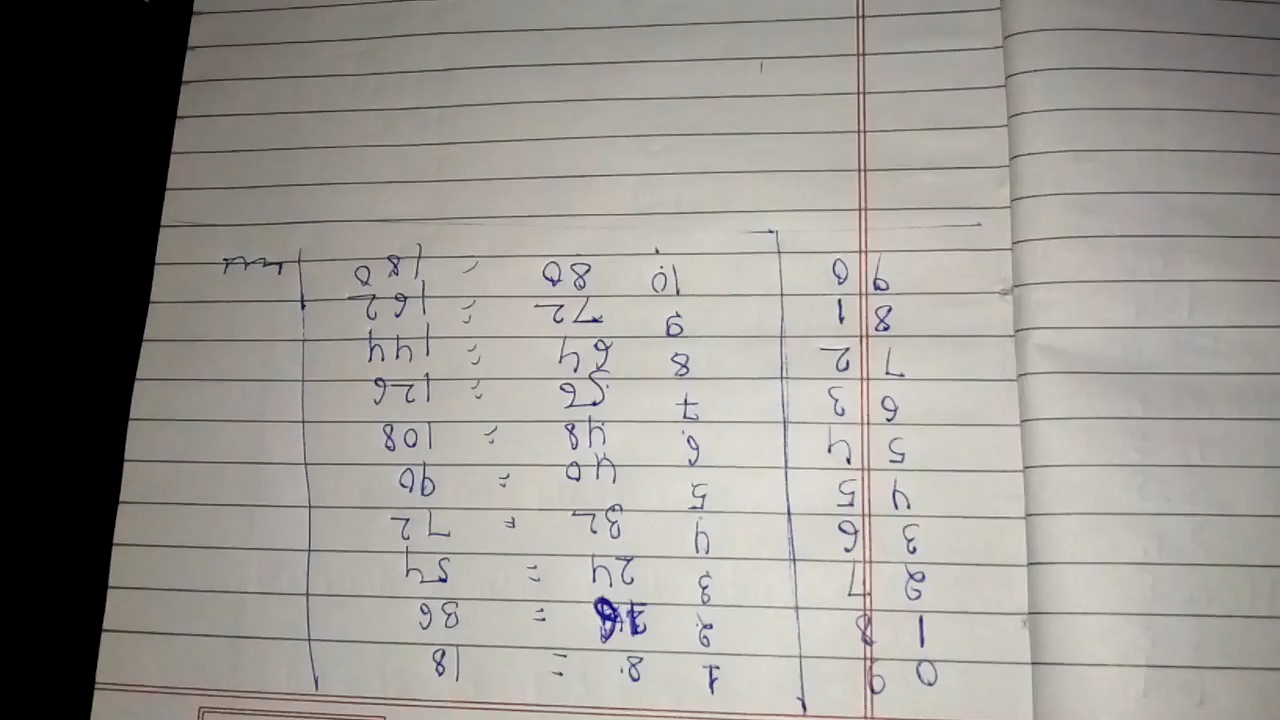 0 9 1 8 = 18
1 8 2 16 = 36
2 7 3 24 = 54
3 6 4 32 = 72
4 5 5 40 = 90
5 4 6 48 = 108
6 3 7 56 = 126
7 2 8 64 = 144
8 1 9 72 = 162
9 0 10 80 = 180